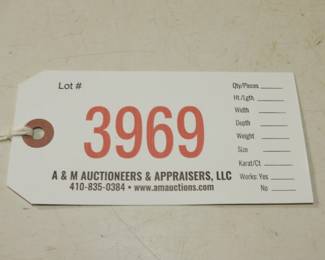 Lot #
3969
A & M AUCTIONEERS & APPRAISERS, LLC
410-835-0384 • www.amauctions.com
Qty/Pieces
Ht./Lgth.
Width
Depth
Weight
Size
Karat/Ct
Works: Yes
No